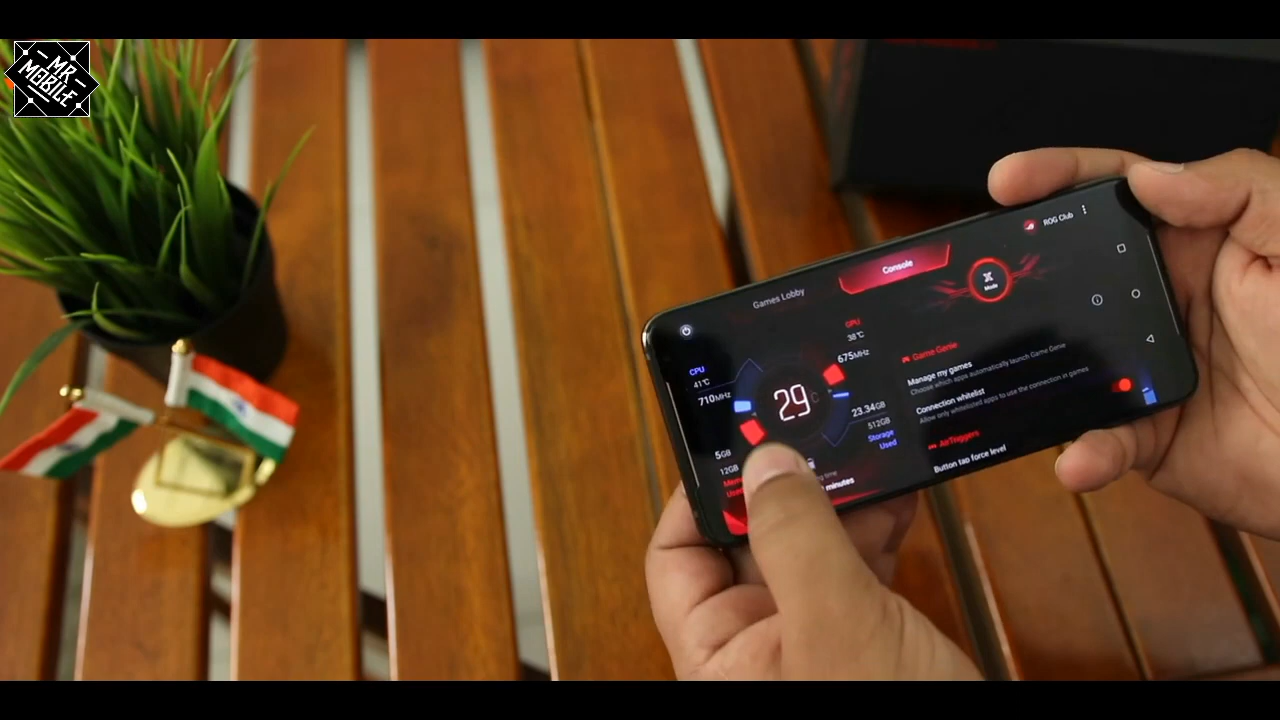 MR
MOBILE
ROG Club
Console
Games Lobby
Mode
GPU
38°C
675MHz
CPU
41°C
710MHz
29
C
23.34GB
512GB
Storage
Used
5GB
12GB
minutes
Game Genie
Manage my games
Choose which apps automatically launch Game Genie
Connection whitelist
Allow only whitelisted apps to use the connection in games
AirTriggers
Button tap force level